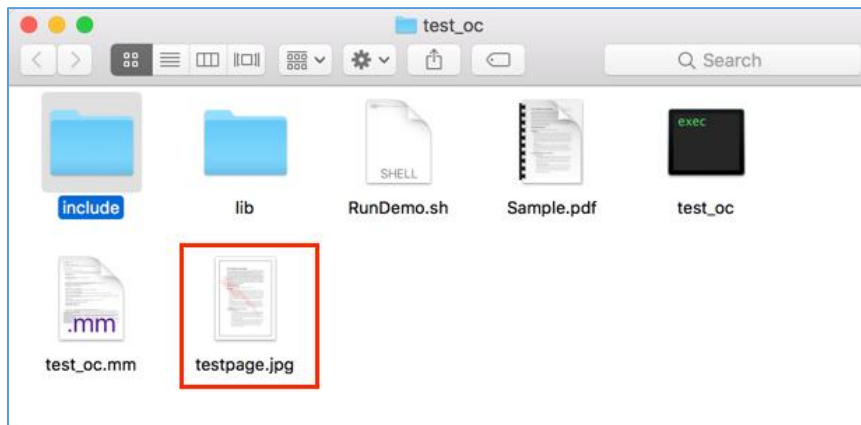 test_oc
Search
SHELL
exec
include
lib
RunDemo.sh
Sample.pdf
test_oc
.mm
test_oc.mm
testpage.jpg